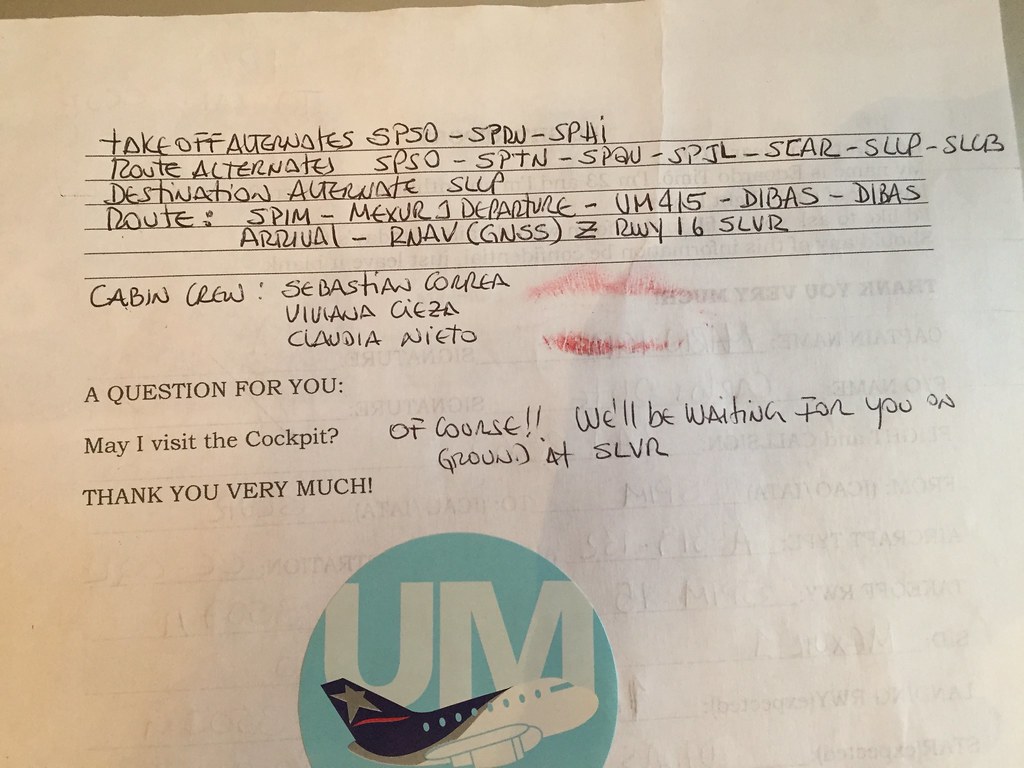 TAKE OFF ALTERNATES SPSO - SPRU - SPHi
ROUTE ALTERNATES SPSO - SPTN - SPQU - SPJL - SCAR - SLLP - SLCB
DESTINATION ALTERNATE SLLP
ROUTE: SPIM - MEXUR 1 DEPARTURE - UM415 - DIBAS - DIBAS
ARRIVAL - RNAV (GNSS) Z RWY 16 SLVR
CABIN CREW: SEBASTIAN CORREA
VIVIANA CIEZA
CLAUDIA NIETO
A QUESTION FOR YOU:
May I visit the Cockpit? OF COURSE!! WE'll BE WAITING FOR YOU ON
GROUND At SLVR
THANK YOU VERY MUCH!
UM